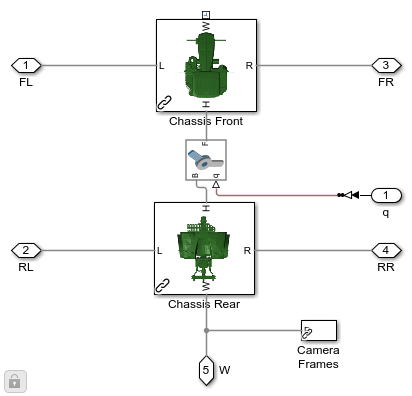 W
1
L
R
3
FL
FR
H
Chassis Front
F
B
q
1
q
H
2
L
R
4
RL
RR
W
Chassis Rear
F
Camera
Frames
5
W